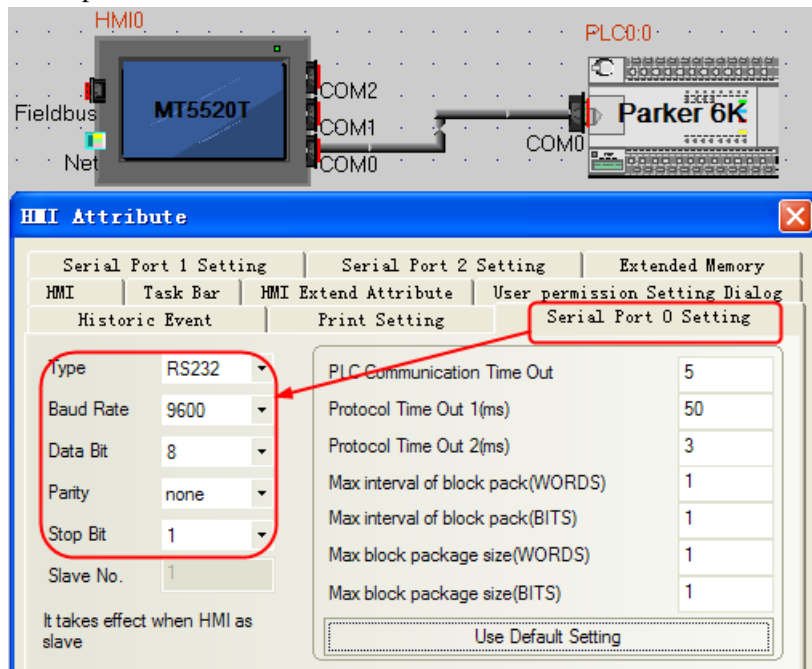 HMI0
PLC0:0
COM2
Fieldbus
MT5520T
Parker 6K
COM1
COM0
Net
COM0
HMI Attribute
Serial Port 1 Setting
Serial Port 2 Setting
Extended Memory
HMI
Task Bar
HMI Extend Attribute
User permission Setting Dialog
Historic Event
Print Setting
Serial Port 0 Setting
Type RS232
Baud Rate 9600
Data Bit 8
Parity none
Stop Bit 1
Slave No. 1
It takes effect when HMI as
slave
PLC Communication Time Out 5
Protocol Time Out 1(ms) 50
Protocol Time Out 2(ms) 3
Max interval of block pack(WORDS) 1
Max interval of block pack(BITS) 1
Max block package size(WORDS) 1
Max block package size(BITS) 1
Use Default Setting